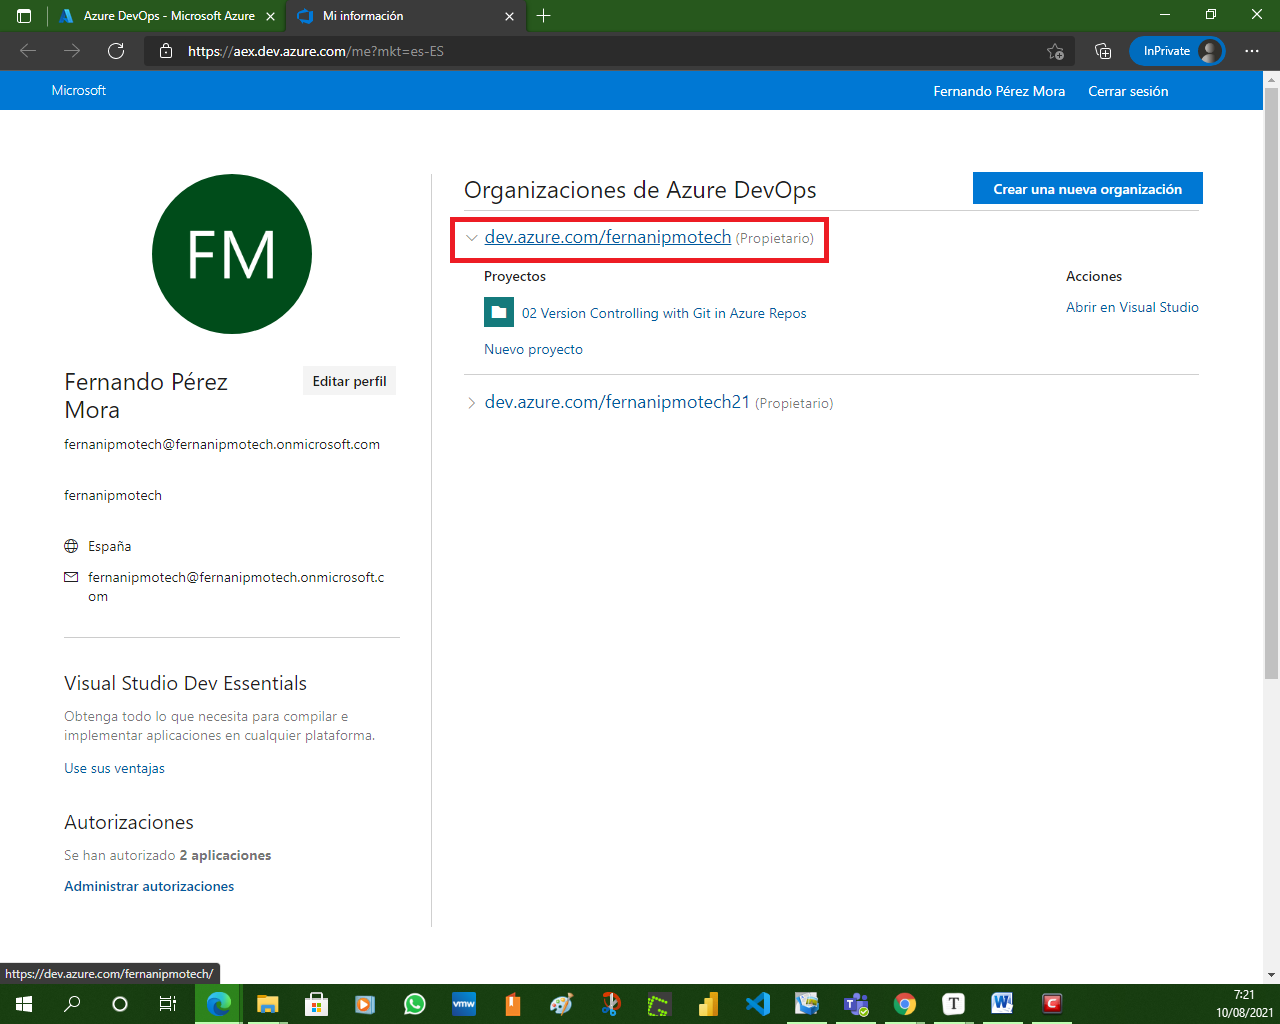 Azure DevOps - Microsoft Azure
Mi información
https://aex.dev.azure.com/me?mkt=es-ES
InPrivate
Microsoft
Fernando Pérez Mora
Cerrar sesión
FM
Fernando Pérez
Mora
Editar perfil
fernanipmotech@fernanipmotech.onmicrosoft.com
fernanipmotech
España
fernanipmotech@fernanipmotech.onmicrosoft.c
om
Visual Studio Dev Essentials
Obtenga todo lo que necesita para compilar e
implementar aplicaciones en cualquier plataforma.
Use sus ventajas
Autorizaciones
Se han autorizado 2 aplicaciones
Administrar autorizaciones
Organizaciones de Azure DevOps
Crear una nueva organización
dev.azure.com/fernanipmotech (Propietario)
Proyectos
Acciones
02 Version Controlling with Git in Azure Repos
Abrir en Visual Studio
Nuevo proyecto
dev.azure.com/fernanipmotech21 (Propietario)
https://dev.azure.com/fernanipmotech/
vmw
T
W
C
7:21
10/08/2021